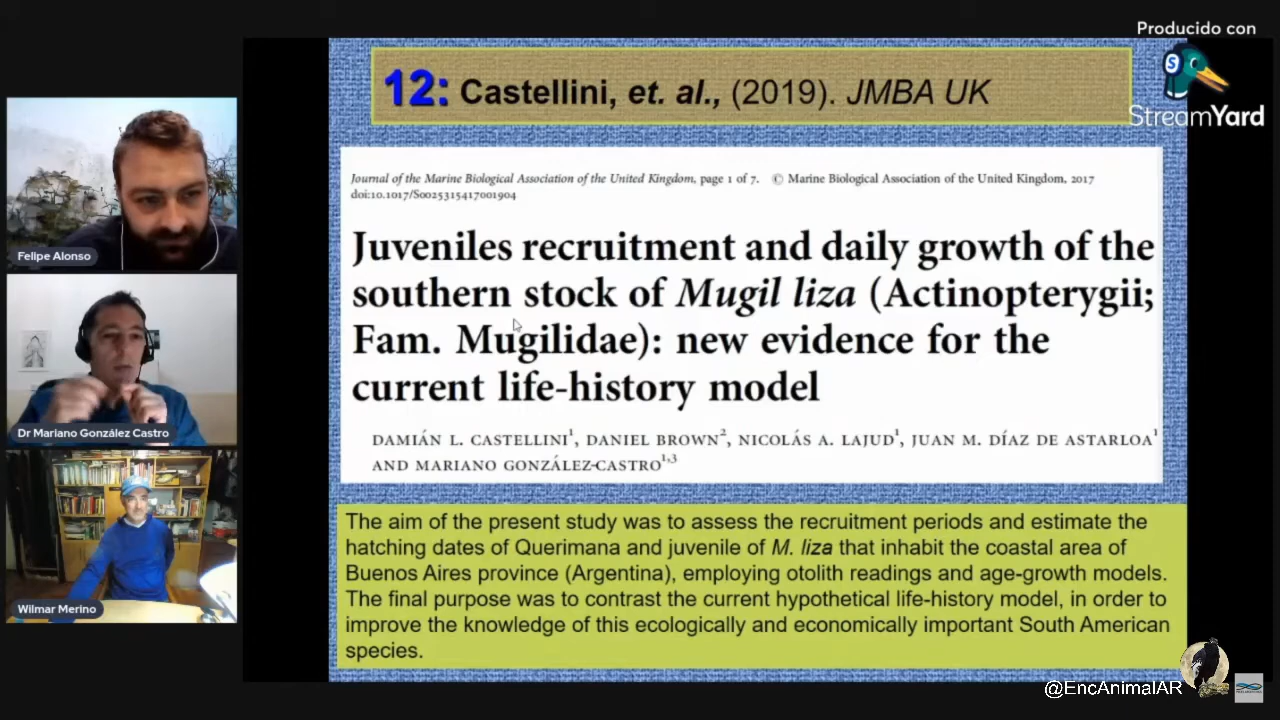 Producido con
StreamYard
12: Castellini, et. al., (2019). JMBA UK
Journal of the Marine Biological Association of the United Kingdom, page 1 of 7. © Marine Biological Association of the United Kingdom, 2017
doi:10.1017/S0025315417001904
Juveniles recruitment and daily growth of the
southern stock of Mugil liza (Actinopterygii;
Fam. Mugilidae): new evidence for the
current life-history model
DAMIÁN L. CASTELLINI1, DANIEL BROWN2, NICOLÁS A. LAJUD1, JUAN M. DÍAZ DE ASTARLOA1
AND MARIANO GONZÁLEZ-CASTRO1,3
The aim of the present study was to assess the recruitment periods and estimate the
hatching dates of Querimana and juvenile of M. liza that inhabit the coastal area of
Buenos Aires province (Argentina), employing otolith readings and age-growth models.
The final purpose was to contrast the current hypothetical life-history model, in order to
improve the knowledge of this ecologically and economically important South American
species.
Felipe Alonso
Dr Mariano González Castro
Wilmar Merino
@EncAnimalAR